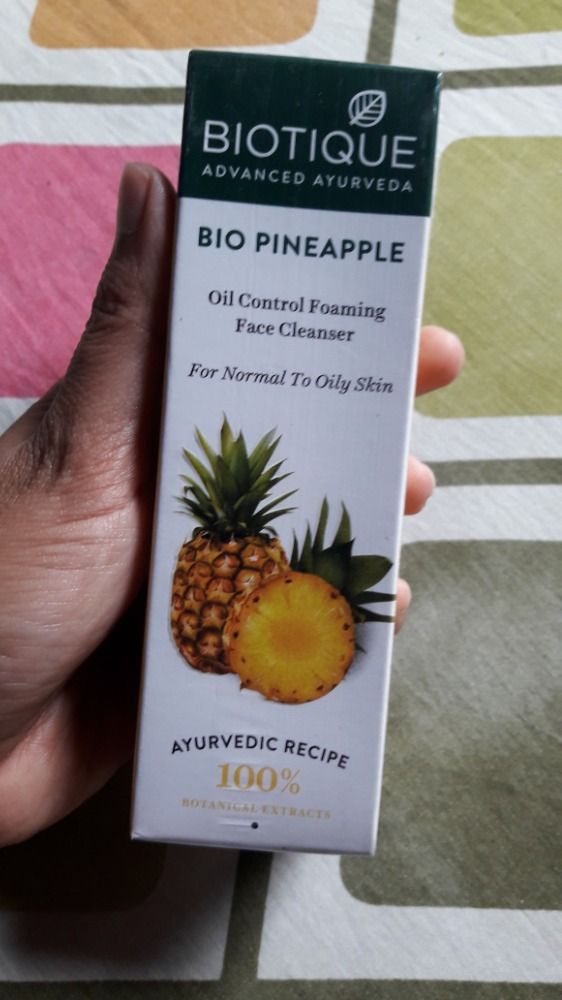 BIOTIQUE
ADVANCED AYURVEDA
BIO PINEAPPLE
Oil Control Foaming
Face Cleanser
For Normal To Oily Skin
AYURVEDIC RECIPE
100%
BOTANICAL EXTRACTS